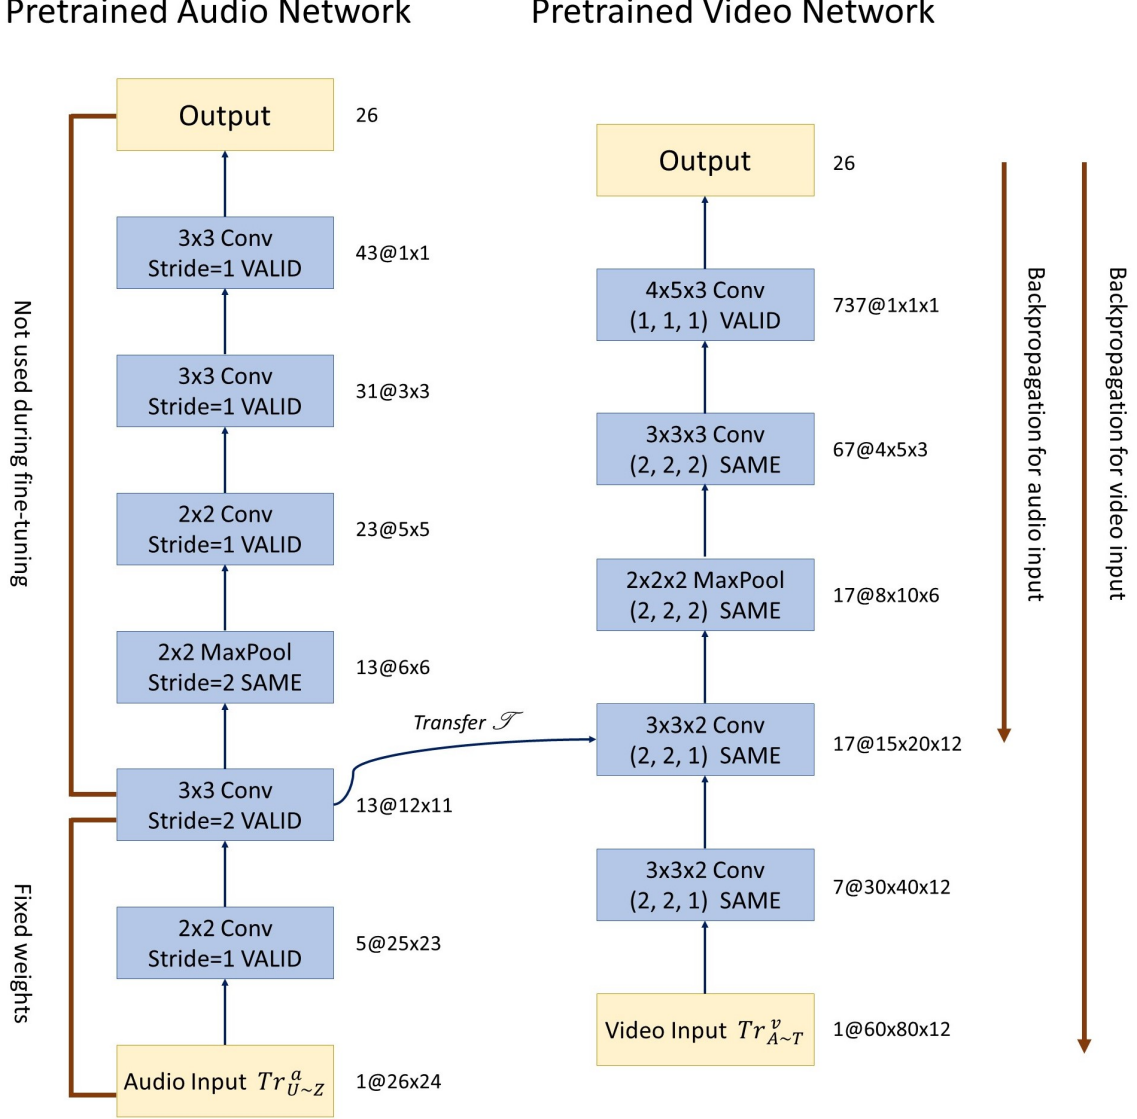 Pretrained Audio Network
Pretrained Video Network
Output
26
3x3 Conv
Stride=1 VALID
43@1x1
3x3 Conv
Stride=1 VALID
31@3x3
2x2 Conv
Stride=1 VALID
23@5x5
2x2 MaxPool
Stride=2 SAME
13@6x6
3x3 Conv
Stride=2 VALID
13@12x11
2x2 Conv
Stride=1 VALID
5@25x23
Audio Input Tr^a_{U~Z}
1@26x24
Not used during fine-tuning
Fixed weights
Transfer 𝒯
Output
26
4x5x3 Conv
(1, 1, 1) VALID
737@1x1x1
3x3x3 Conv
(2, 2, 2) SAME
67@4x5x3
2x2x2 MaxPool
(2, 2, 2) SAME
17@8x10x6
3x3x2 Conv
(2, 2, 1) SAME
17@15x20x12
3x3x2 Conv
(2, 2, 1) SAME
7@30x40x12
Video Input Tr^v_{A~T}
1@60x80x12
Backpropagation for audio input
Backpropagation for video input